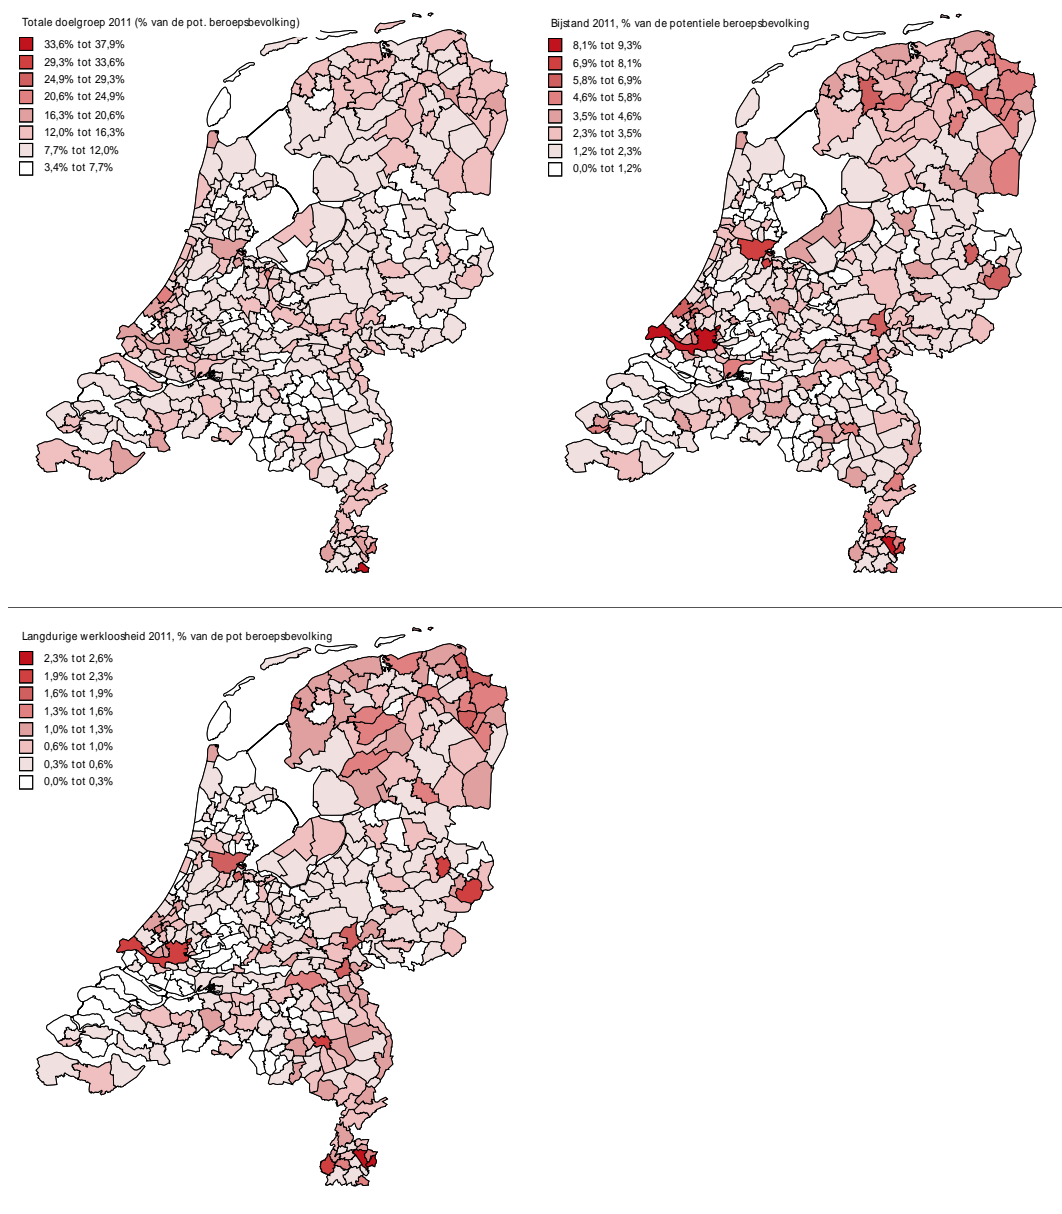 Totale doelgroep 2011 (% van de pot. beroepsbevolking)
33,6% tot 37,9%
29,3% tot 33,6%
24,9% tot 29,3%
20,6% tot 24,9%
16,3% tot 20,6%
12,0% tot 16,3%
7,7% tot 12,0%
3,4% tot 7,7%
Bijstand 2011, % van de potentiele beroepsbevolking
8,1% tot 9,3%
6,9% tot 8,1%
5,8% tot 6,9%
4,6% tot 5,8%
3,5% tot 4,6%
2,3% tot 3,5%
1,2% tot 2,3%
0,0% tot 1,2%
Langdurige werkloosheid 2011, % van de pot beroepsbevolking
2,3% tot 2,6%
1,9% tot 2,3%
1,6% tot 1,9%
1,3% tot 1,6%
1,0% tot 1,3%
0,6% tot 1,0%
0,3% tot 0,6%
0,0% tot 0,3%